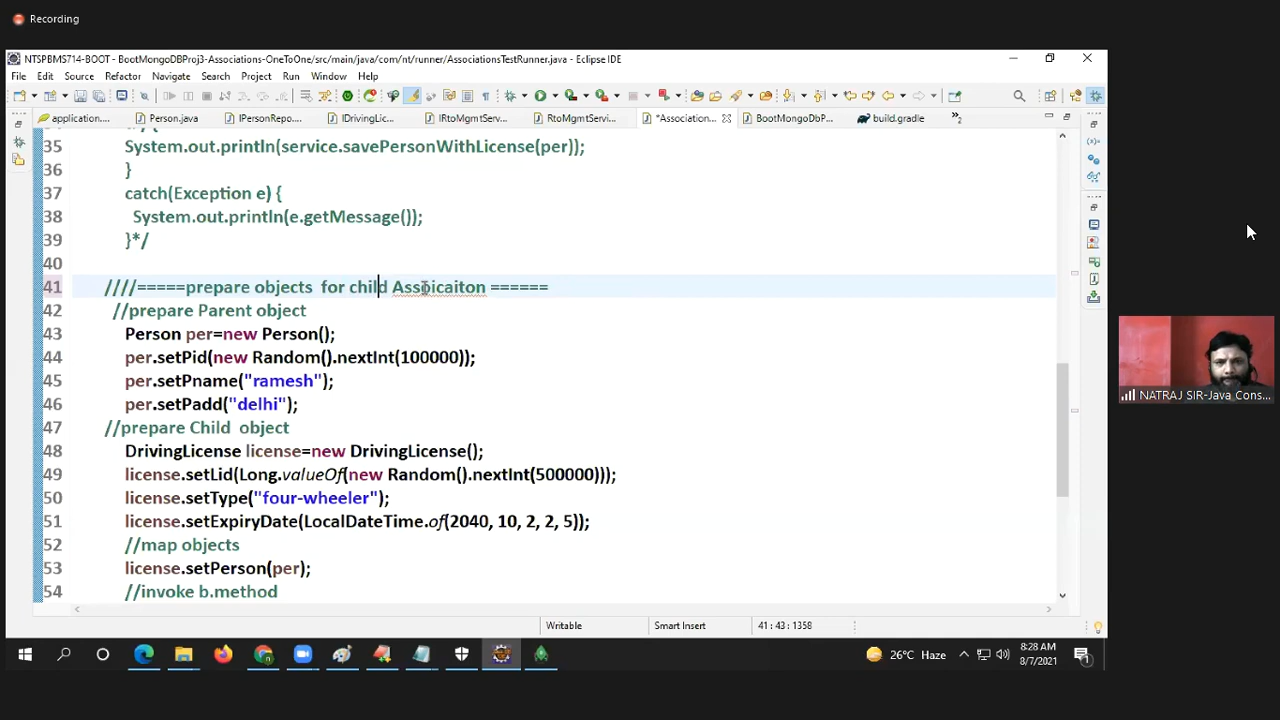 Recording
NTSPBMS714-BOOT - BootMongoDBProj3-Associations-OneToOne/src/main/java/com/nt/runner/AssociationsTestRunner.java - Eclipse IDE
File Edit Source Refactor Navigate Search Project Run Window Help
application.... Person.java IPersonRepo.... IDrivingLic... IRtoMgmtServ... RtoMgmtServi... *Association... BootMongoDbP... build.gradle
35 System.out.println(service.savePersonWithLicense(per));
36 }
37 catch(Exception e) {
38 System.out.println(e.getMessage());
39 }*/
40
41 ////=====prepare objects  for child Assoicaiton ======
42 //prepare Parent object
43 Person per=new Person();
44 per.setPid(new Random().nextInt(100000));
45 per.setPname("ramesh");
46 per.setPadd("delhi");
47 //prepare Child  object
48 DrivingLicense license=new DrivingLicense();
49 license.setLid(Long.valueOf(new Random().nextInt(500000)));
50 license.setType("four-wheeler");
51 license.setExpiryDate(LocalDateTime.of(2040, 10, 2, 2, 5));
52 //map objects
53 license.setPerson(per);
54 //invoke b.method
Writable Smart Insert 41 : 43 : 1358
26°C Haze 8:28 AM
8/7/2021
NATRAJ SIR-Java Cons...